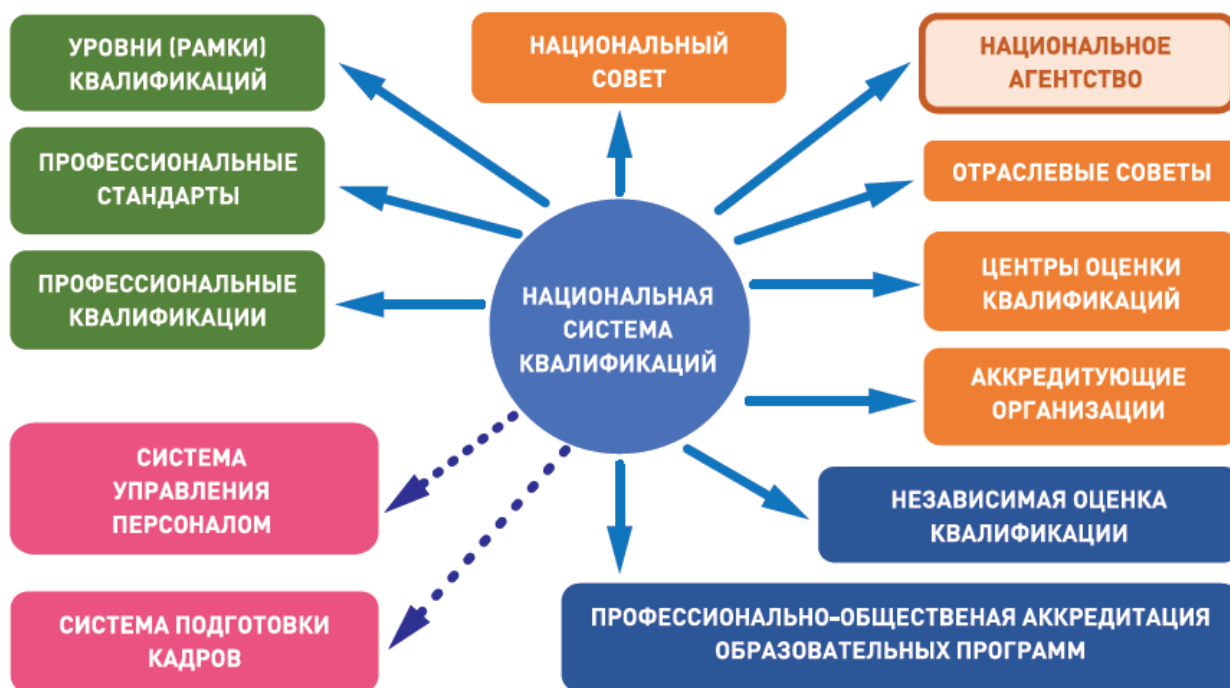 УРОВНИ (РАМКИ)
КВАЛИФИКАЦИЙ
НАЦИОНАЛЬНЫЙ
СОВЕТ
НАЦИОНАЛЬНОЕ
АГЕНТСТВО
ПРОФЕССИОНАЛЬНЫЕ
СТАНДАРТЫ
ОТРАСЛЕВЫЕ СОВЕТЫ
ПРОФЕССИОНАЛЬНЫЕ
КВАЛИФИКАЦИИ
НАЦИОНАЛЬНАЯ
СИСТЕМА
КВАЛИФИКАЦИЙ
ЦЕНТРЫ ОЦЕНКИ
КВАЛИФИКАЦИЙ
АККРЕДИТУЮЩИЕ
ОРГАНИЗАЦИИ
СИСТЕМА
УПРАВЛЕНИЯ
ПЕРСОНАЛОМ
НЕЗАВИСИМАЯ ОЦЕНКА
КВАЛИФИКАЦИИ
СИСТЕМА ПОДГОТОВКИ
КАДРОВ
ПРОФЕССИОНАЛЬНО-ОБЩЕСТВЕНАЯ АККРЕДИТАЦИЯ
ОБРАЗОВАТЕЛЬНЫХ ПРОГРАММ